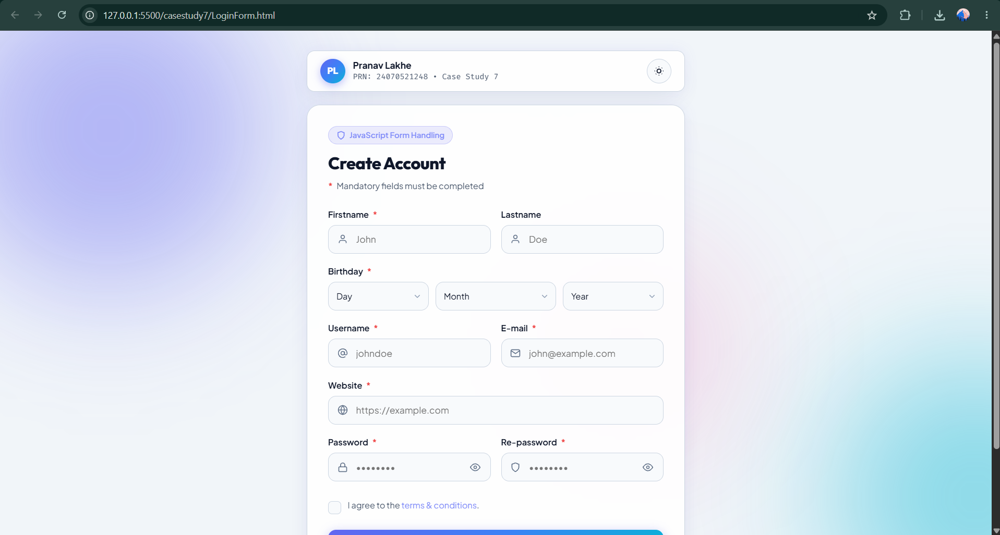 127.0.0.1:5500/casestudy7/LoginForm.html
PL
Pranav Lakhe
PRN: 24070521248 • Case Study 7
JavaScript Form Handling
Create Account
* Mandatory fields must be completed
Firstname * Lastname
John Doe
Birthday *
Day Month Year
Username * E-mail *
johndoe john@example.com
Website *
https://example.com
Password * Re-password *
•••••••• ••••••••
I agree to the terms & conditions.